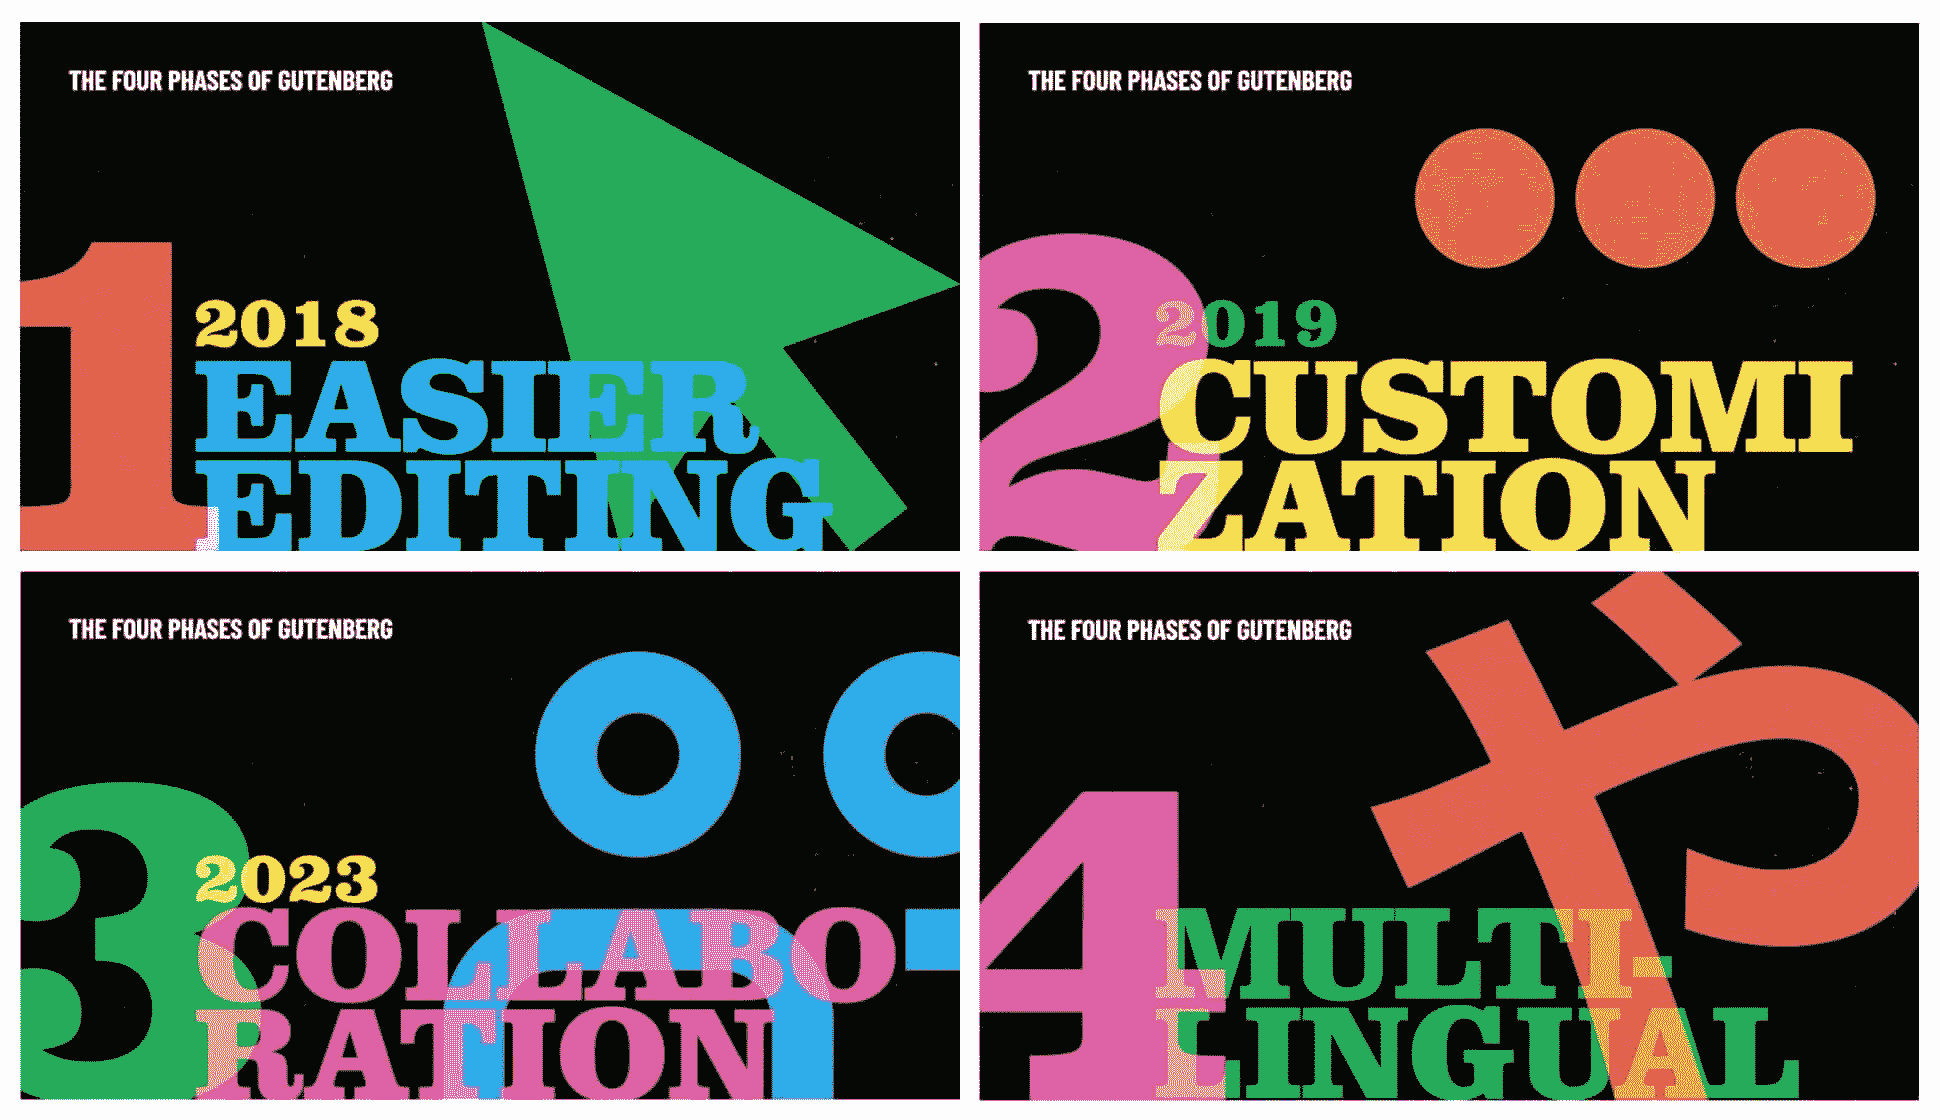 THE FOUR PHASES OF GUTENBERG
1
2018
EASIER
EDITING
THE FOUR PHASES OF GUTENBERG
2
2019
CUSTOMI
ZATION
THE FOUR PHASES OF GUTENBERG
3
2023
COLLABO-
RATION
THE FOUR PHASES OF GUTENBERG
や
4
MULTI-
LINGUAL